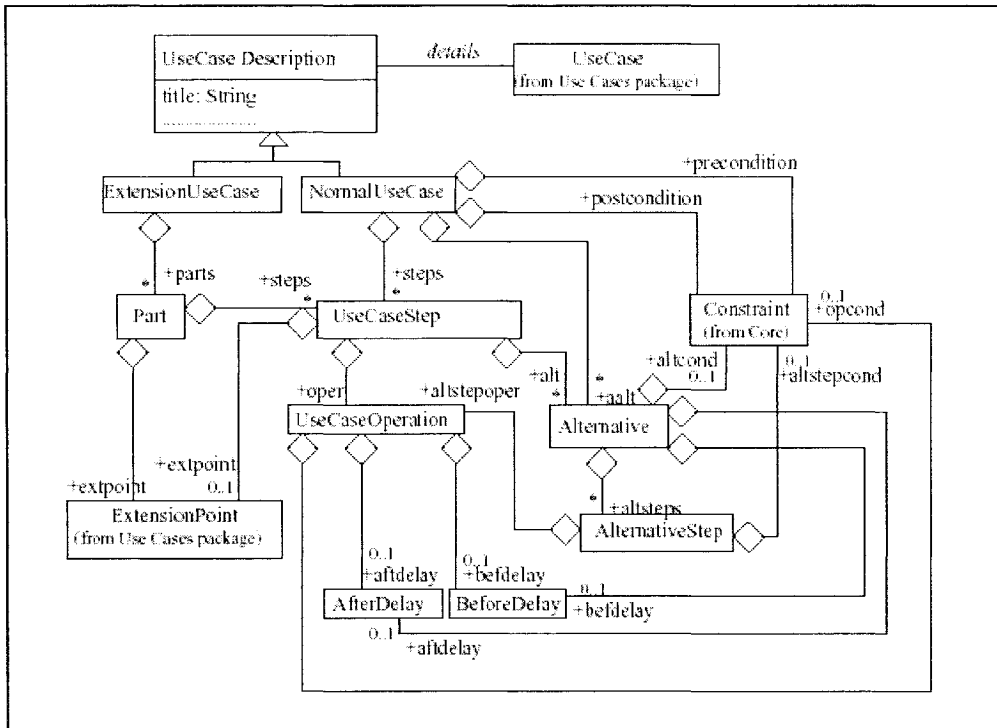 UseCase Description
details
UseCase
(from Use Cases package)
title: String
ExtensionUseCase
NormalUseCase
+precondition
+postcondition
*
+parts
+steps
*
+steps
*
Part
UseCaseStep
Constraint
(from Core)
0..1
+opcond
+oper
+altstepoper
+alt
*
*
+aalt
+altcond
0..1
0..1
+altstepcond
UseCaseOperation
Alternative
+extpoint
0..1
+extpoint
*
+altsteps
ExtensionPoint
(from Use Cases package)
AlternativeStep
0..1
+aftdelay
0..1
+befdelay
AfterDelay
BeforeDelay
0..1
+befdelay
0..1
+aftdelay